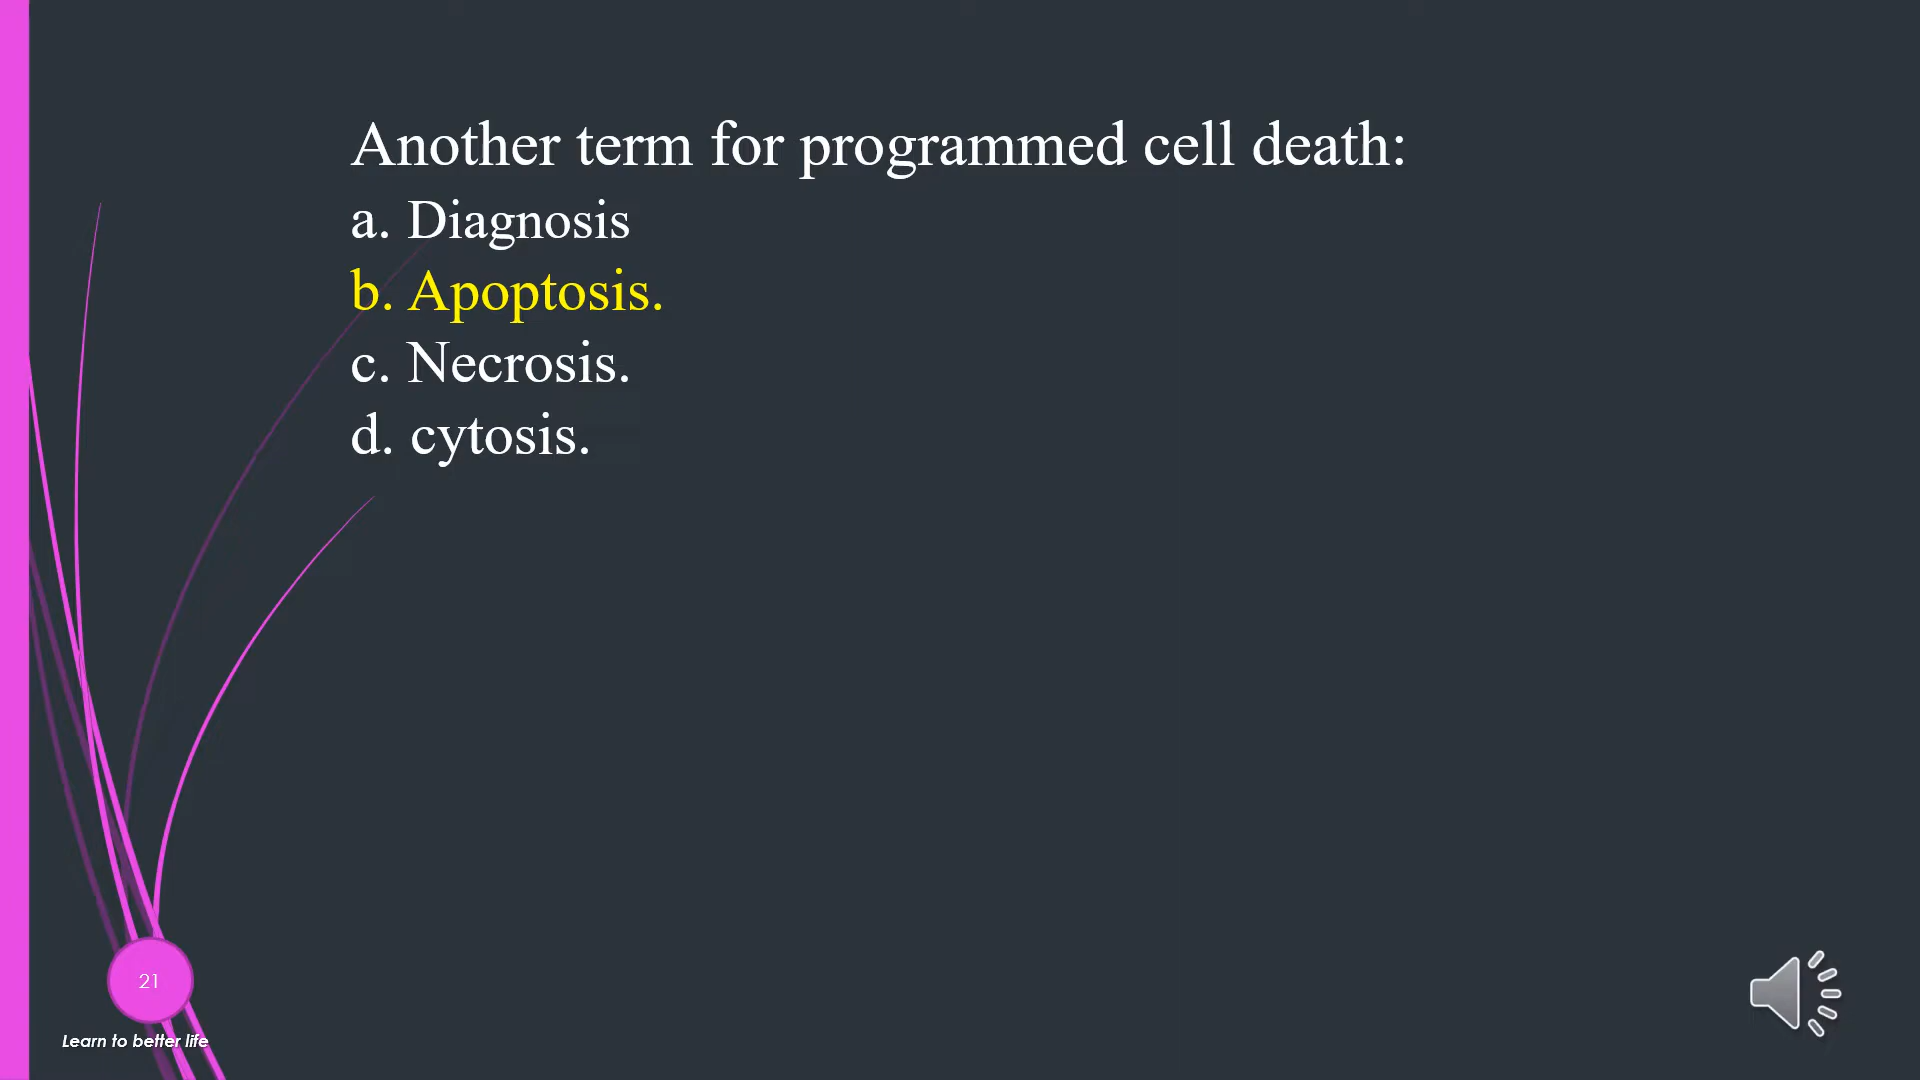 Another term for programmed cell death:
a. Diagnosis
b. Apoptosis.
c. Necrosis.
d. cytosis.
21
Learn to better life